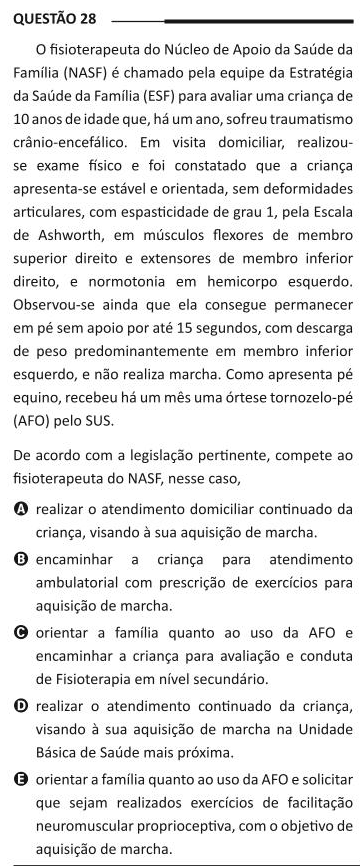 QUESTÃO 28
O fisioterapeuta do Núcleo de Apoio da Saúde da
Família (NASF) é chamado pela equipe da Estratégia
da Saúde da Família (ESF) para avaliar uma criança de
10 anos de idade que, há um ano, sofreu traumatismo
crânio-encefálico. Em visita domiciliar, realizou-
se exame físico e foi constatado que a criança
apresenta-se estável e orientada, sem deformidades
articulares, com espasticidade de grau 1, pela Escala
de Ashworth, em músculos flexores de membro
superior direito e extensores de membro inferior
direito, e normotonia em hemicorpo esquerdo.
Observou-se ainda que ela consegue permanecer
em pé sem apoio por até 15 segundos, com descarga
de peso predominantemente em membro inferior
esquerdo, e não realiza marcha. Como apresenta pé
equino, recebeu há um mês uma órtese tornozelo-pé
(AFO) pelo SUS.
De acordo com a legislação pertinente, compete ao
fisioterapeuta do NASF, nesse caso,
A realizar o atendimento domiciliar continuado da
criança, visando à sua aquisição de marcha.
B encaminhar a criança para atendimento
ambulatorial com prescrição de exercícios para
aquisição de marcha.
C orientar a família quanto ao uso da AFO e
encaminhar a criança para avaliação e conduta
de Fisioterapia em nível secundário.
D realizar o atendimento continuado da criança,
visando à sua aquisição de marcha na Unidade
Básica de Saúde mais próxima.
E orientar a família quanto ao uso da AFO e solicitar
que sejam realizados exercícios de facilitação
neuromuscular proprioceptiva, com o objetivo de
aquisição de marcha.